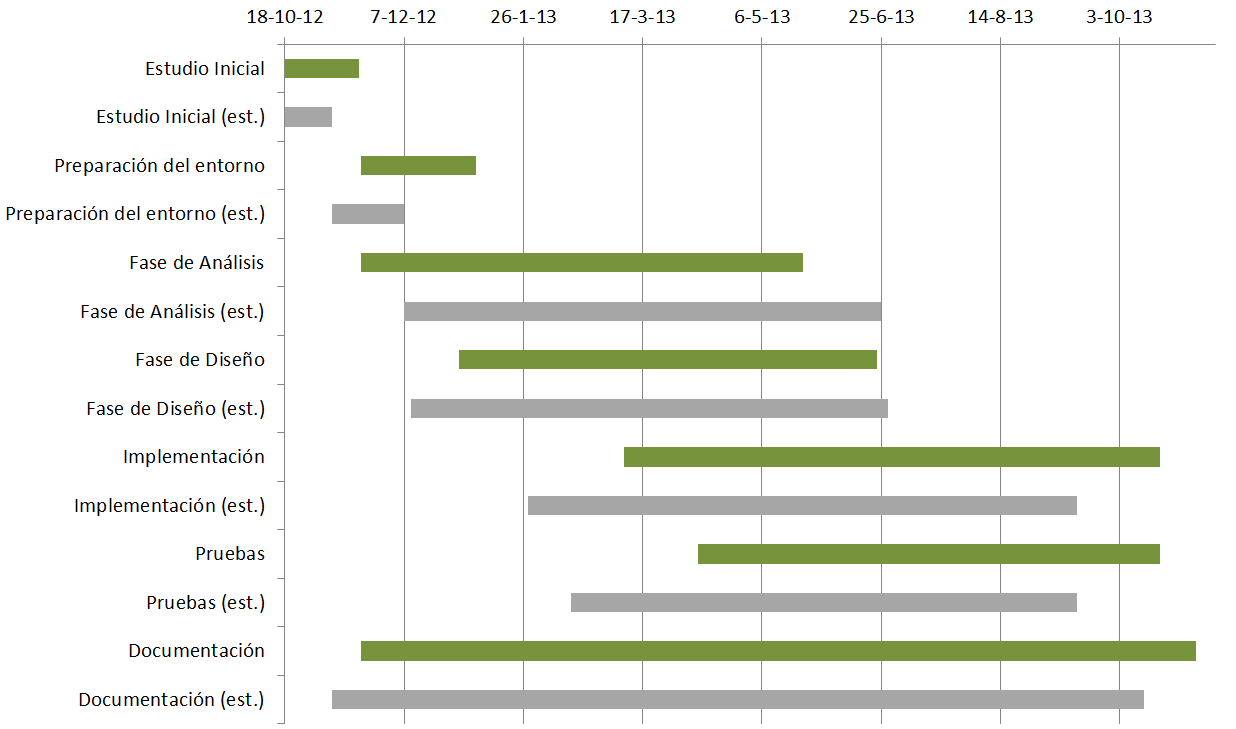 18-10-12 7-12-12 26-1-13 17-3-13 6-5-13 25-6-13 14-8-13 3-10-13
Estudio Inicial
Estudio Inicial (est.)
Preparación del entorno
Preparación del entorno (est.)
Fase de Análisis
Fase de Análisis (est.)
Fase de Diseño
Fase de Diseño (est.)
Implementación
Implementación (est.)
Pruebas
Pruebas (est.)
Documentación
Documentación (est.)